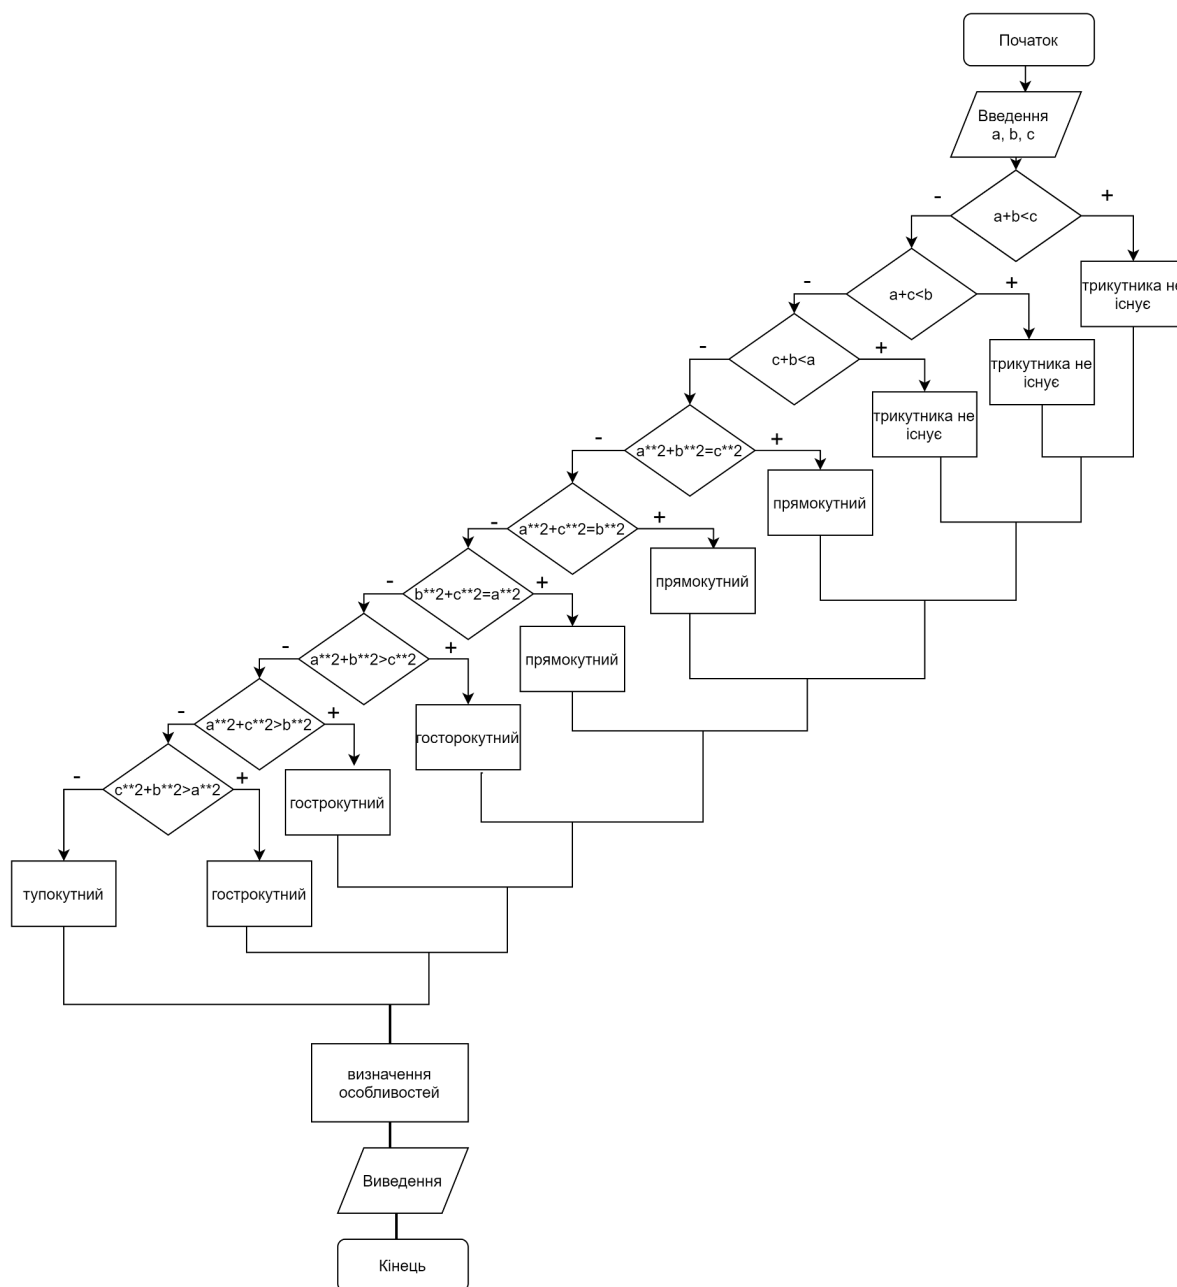 Початок
Введення
a, b, c
-
+
a+b<c
-
+
a+c<b
трикутника не
існує
-
+
c+b<a
трикутника не
існує
-
+
a**2+b**2=c**2
трикутника не
існує
-
+
a**2+c**2=b**2
прямокутний
-
+
b**2+c**2=a**2
прямокутний
-
+
a**2+b**2>c**2
прямокутний
-
+
a**2+c**2>b**2
госторокутний
-
+
c**2+b**2>a**2
гострокутний
тупокутний
гострокутний
визначення
особливостей
Виведення
Кінець